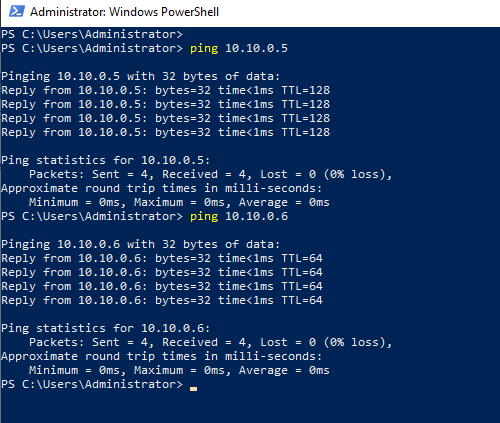 Administrator: Windows PowerShell
PS C:\Users\Administrator>
PS C:\Users\Administrator> ping 10.10.0.5
Pinging 10.10.0.5 with 32 bytes of data:
Reply from 10.10.0.5: bytes=32 time<1ms TTL=128
Reply from 10.10.0.5: bytes=32 time<1ms TTL=128
Reply from 10.10.0.5: bytes=32 time<1ms TTL=128
Reply from 10.10.0.5: bytes=32 time<1ms TTL=128
Ping statistics for 10.10.0.5:
    Packets: Sent = 4, Received = 4, Lost = 0 (0% loss),
Approximate round trip times in milli-seconds:
    Minimum = 0ms, Maximum = 0ms, Average = 0ms
PS C:\Users\Administrator> ping 10.10.0.6
Pinging 10.10.0.6 with 32 bytes of data:
Reply from 10.10.0.6: bytes=32 time<1ms TTL=64
Reply from 10.10.0.6: bytes=32 time<1ms TTL=64
Reply from 10.10.0.6: bytes=32 time<1ms TTL=64
Reply from 10.10.0.6: bytes=32 time<1ms TTL=64
Ping statistics for 10.10.0.6:
    Packets: Sent = 4, Received = 4, Lost = 0 (0% loss),
Approximate round trip times in milli-seconds:
    Minimum = 0ms, Maximum = 0ms, Average = 0ms
PS C:\Users\Administrator>